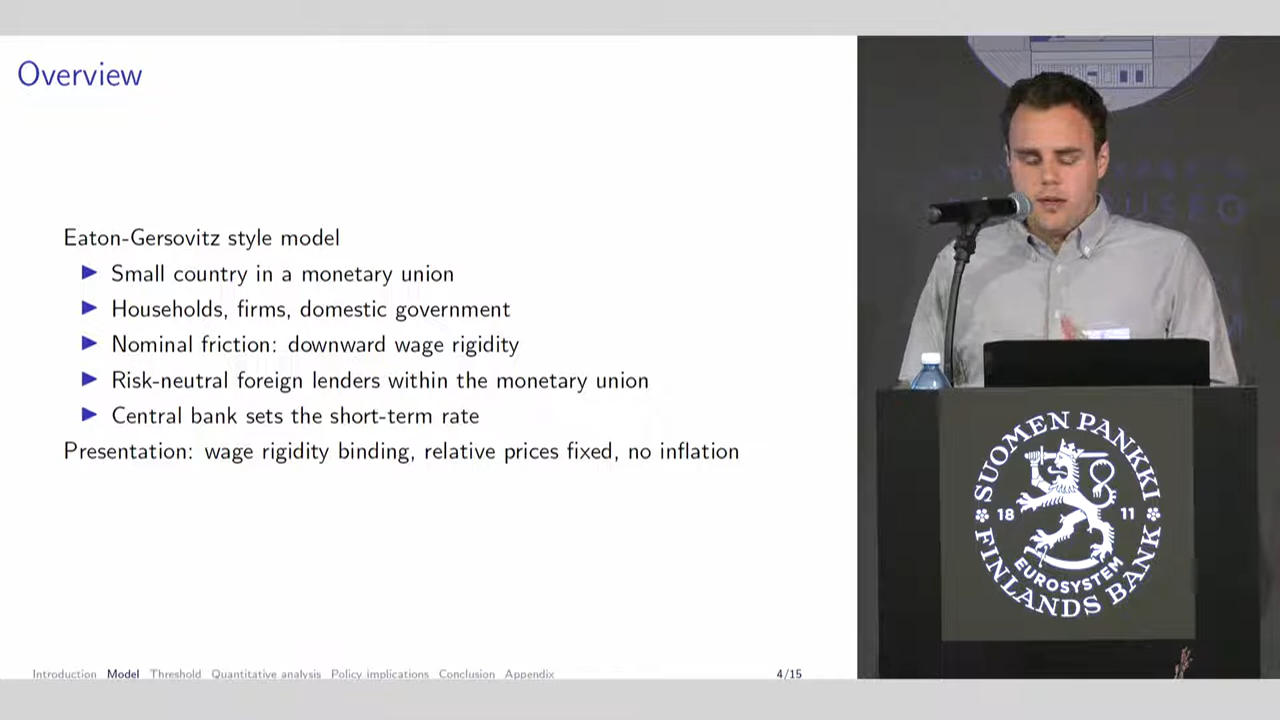 Overview
Eaton-Gersovitz style model
Small country in a monetary union
Households, firms, domestic government
Nominal friction: downward wage rigidity
Risk-neutral foreign lenders within the monetary union
Central bank sets the short-term rate
Presentation: wage rigidity binding, relative prices fixed, no inflation
Introduction Model Threshold Quantitative analysis Policy implications Conclusion Appendix
4/15
SUOMEN PANKKI
18 11
EUROSYSTEM
FINLANDS BANK